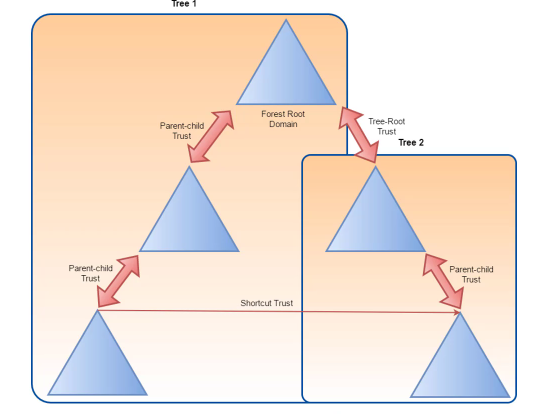 Tree 1
Forest Root
Domain
Parent-child
Trust
Tree-Root
Trust
Tree 2
Parent-child
Trust
Parent-child
Trust
Shortcut Trust